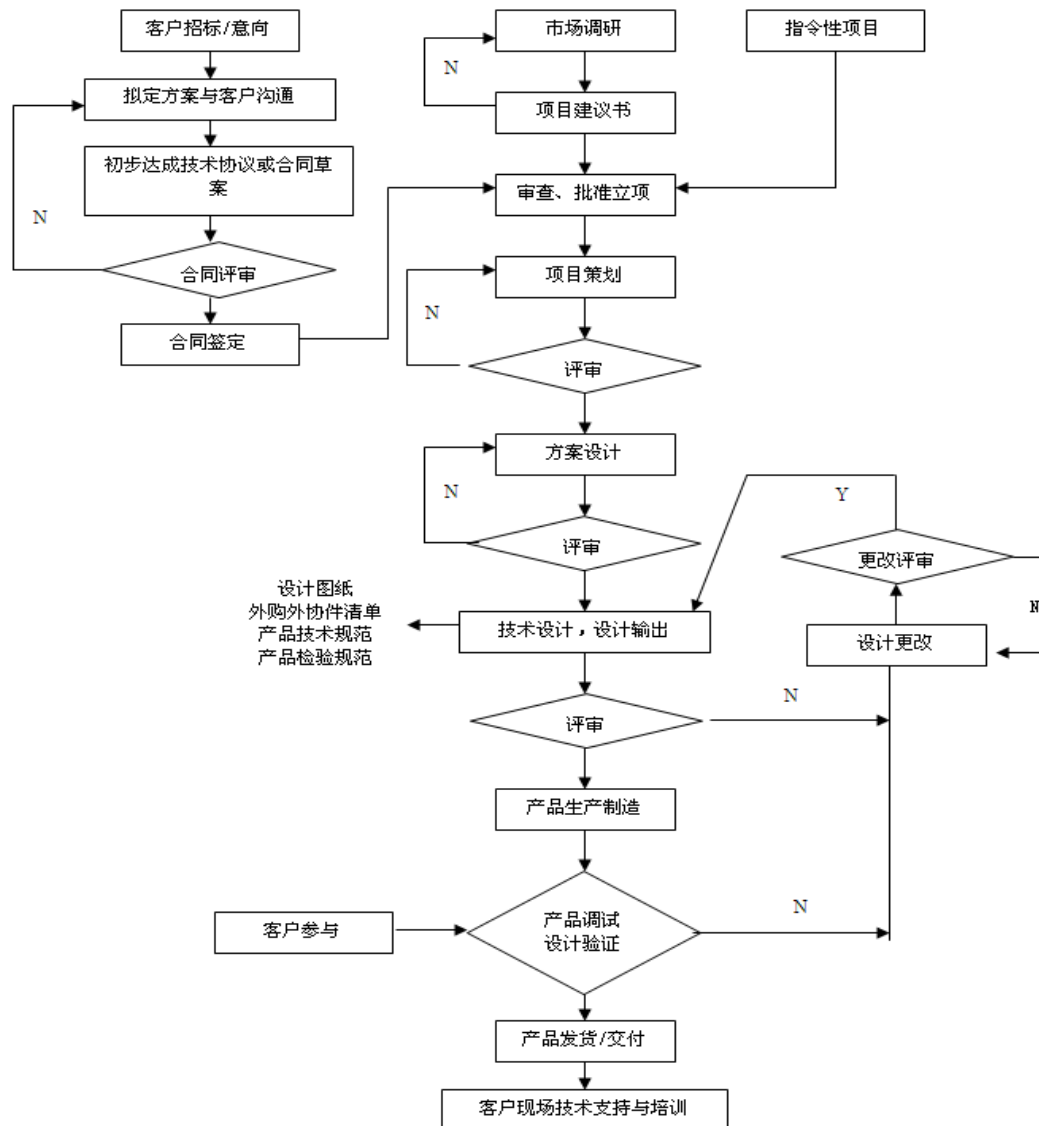 客户招标/意向
市场调研
指令性项目
N
拟定方案与客户沟通
项目建议书
初步达成技术协议或合同草
案
审查、批准立项
N
合同评审
项目策划
N
合同签定
评审
方案设计
N
Y
评审
更改评审
设计图纸
外购外协件清单
产品技术规范
产品检验规范
技术设计，设计输出
N
设计更改
评审
N
产品生产制造
产品调试
设计验证
N
客户参与
产品发货/交付
客户现场技术支持与培训